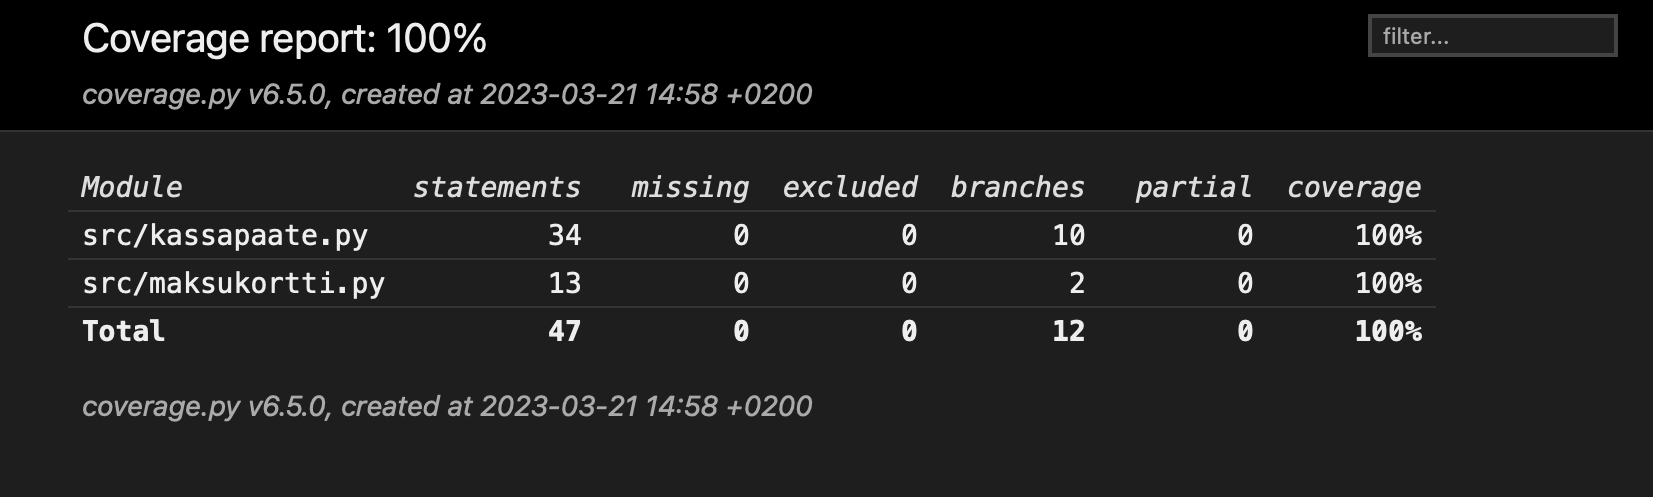 Coverage report: 100%
filter...
coverage.py v6.5.0, created at 2023-03-21 14:58 +0200
Module statements missing excluded branches partial coverage
src/kassapaate.py 34 0 0 10 0 100%
src/maksukortti.py 13 0 0 2 0 100%
Total 47 0 0 12 0 100%
coverage.py v6.5.0, created at 2023-03-21 14:58 +0200